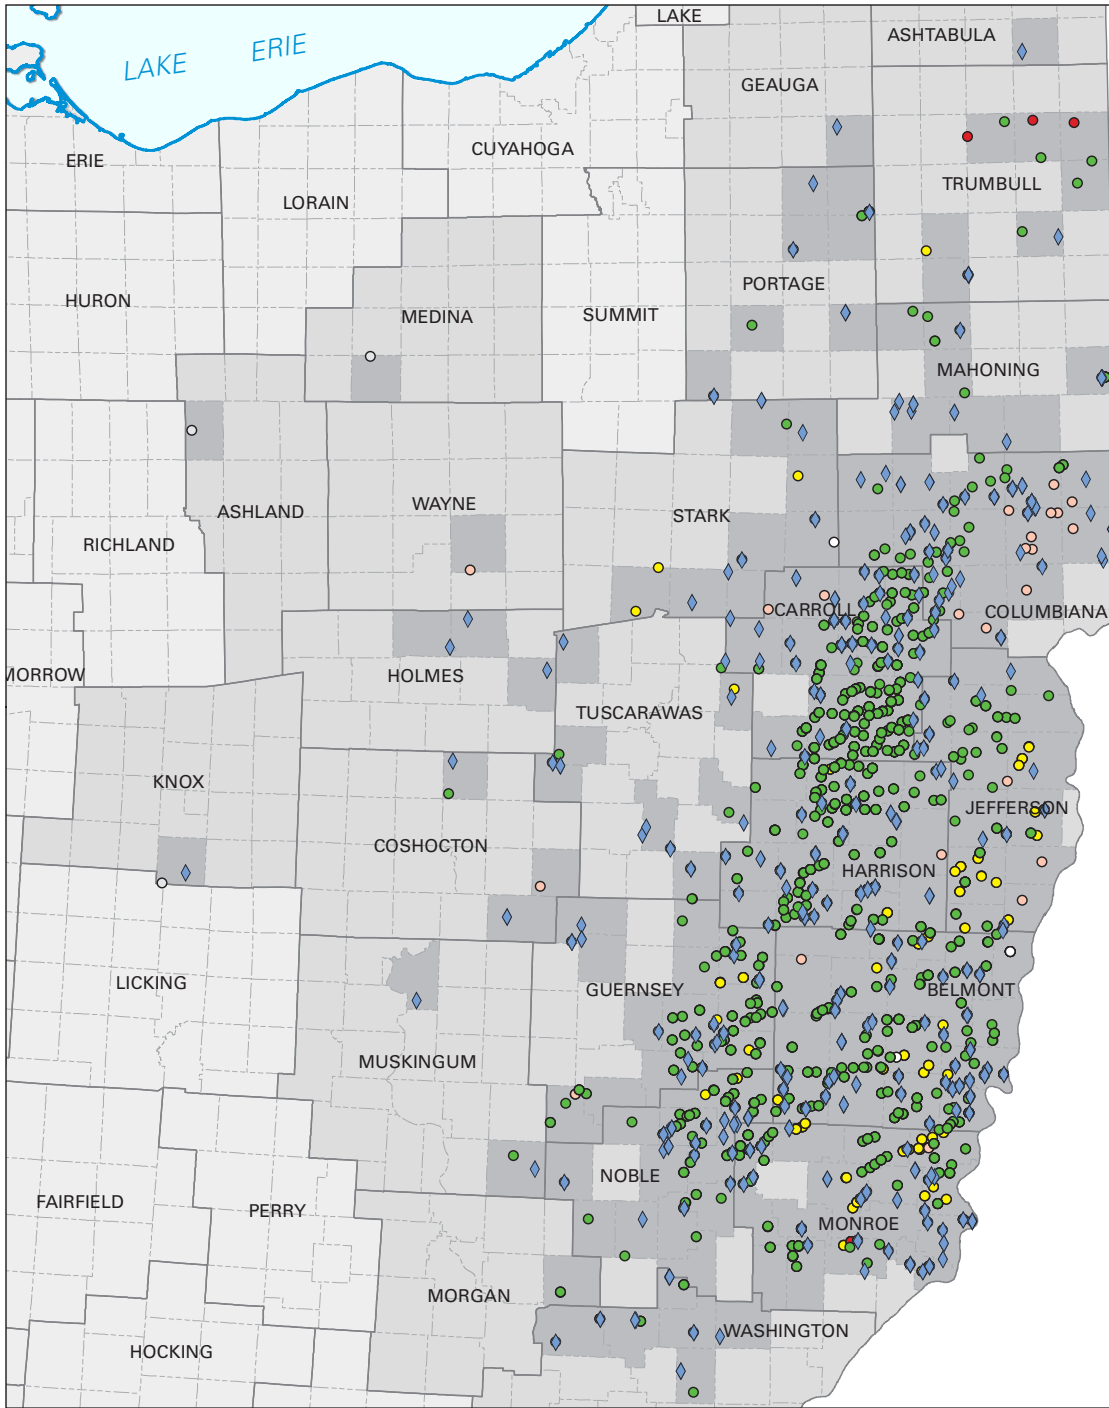 LAKE
ASHTABULA
LAKE ERIE
GEAUGA
CUYAHOGA
ERIE
TRUMBULL
LORAIN
PORTAGE
HURON
MEDINA
SUMMIT
MAHONING
WAYNE
ASHLAND
STARK
RICHLAND
CARROLL
COLUMBIANA
MORROW
HOLMES
TUSCARAWAS
KNOX
JEFFERSON
COSHOCTON
HARRISON
LICKING
GUERNSEY
BELMONT
MUSKINGUM
NOBLE
FAIRFIELD
PERRY
MONROE
MORGAN
WASHINGTON
HOCKING